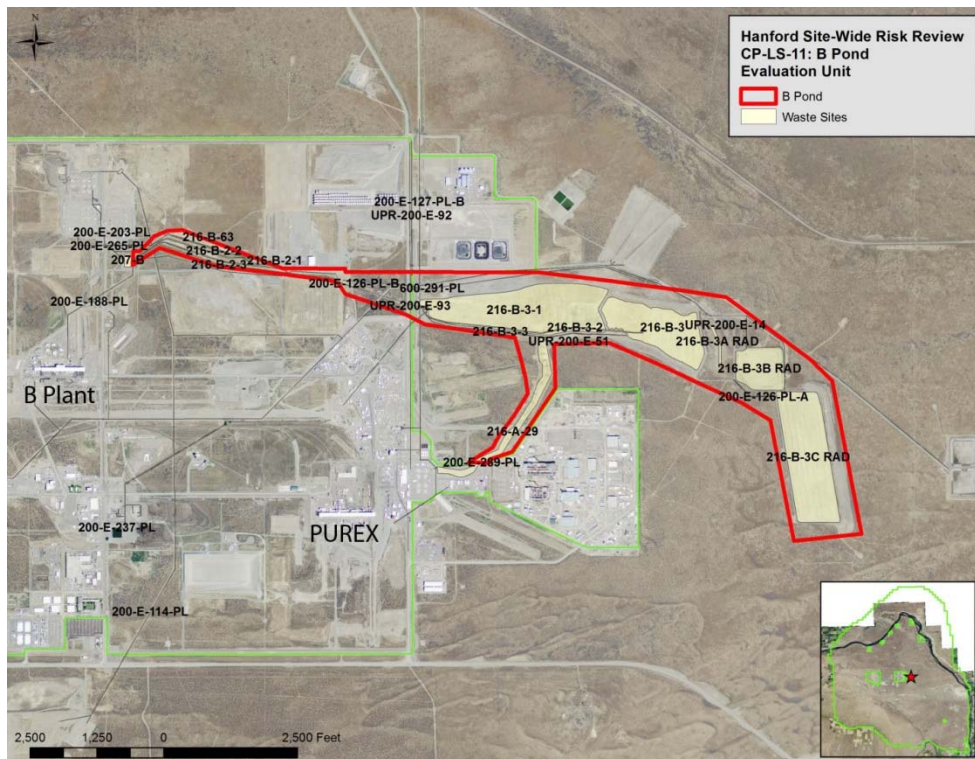 N
Hanford Site-Wide Risk Review
CP-LS-11: B Pond
Evaluation Unit
B Pond
Waste Sites
200-E-127-PL-B
UPR-200-E-92
200-E-203-PL
216-B-63
200-E-265-PL
216-B-2-2
207-B
216-B-2-3
216-B-2-1
200-E-126-PL-B
600-291-PL
200-E-188-PL
UPR-200-E-93
216-B-3-1
216-B-3-3
216-B-3-2
UPR-200-E-51
216-B-3
UPR-200-E-14
216-B-3A RAD
216-B-3B RAD
200-E-126-PL-A
B Plant
216-A-29
216-B-3C RAD
200-E-289-PL
PUREX
200-E-237-PL
200-E-114-PL
2,500 1,250 0 2,500 Feet